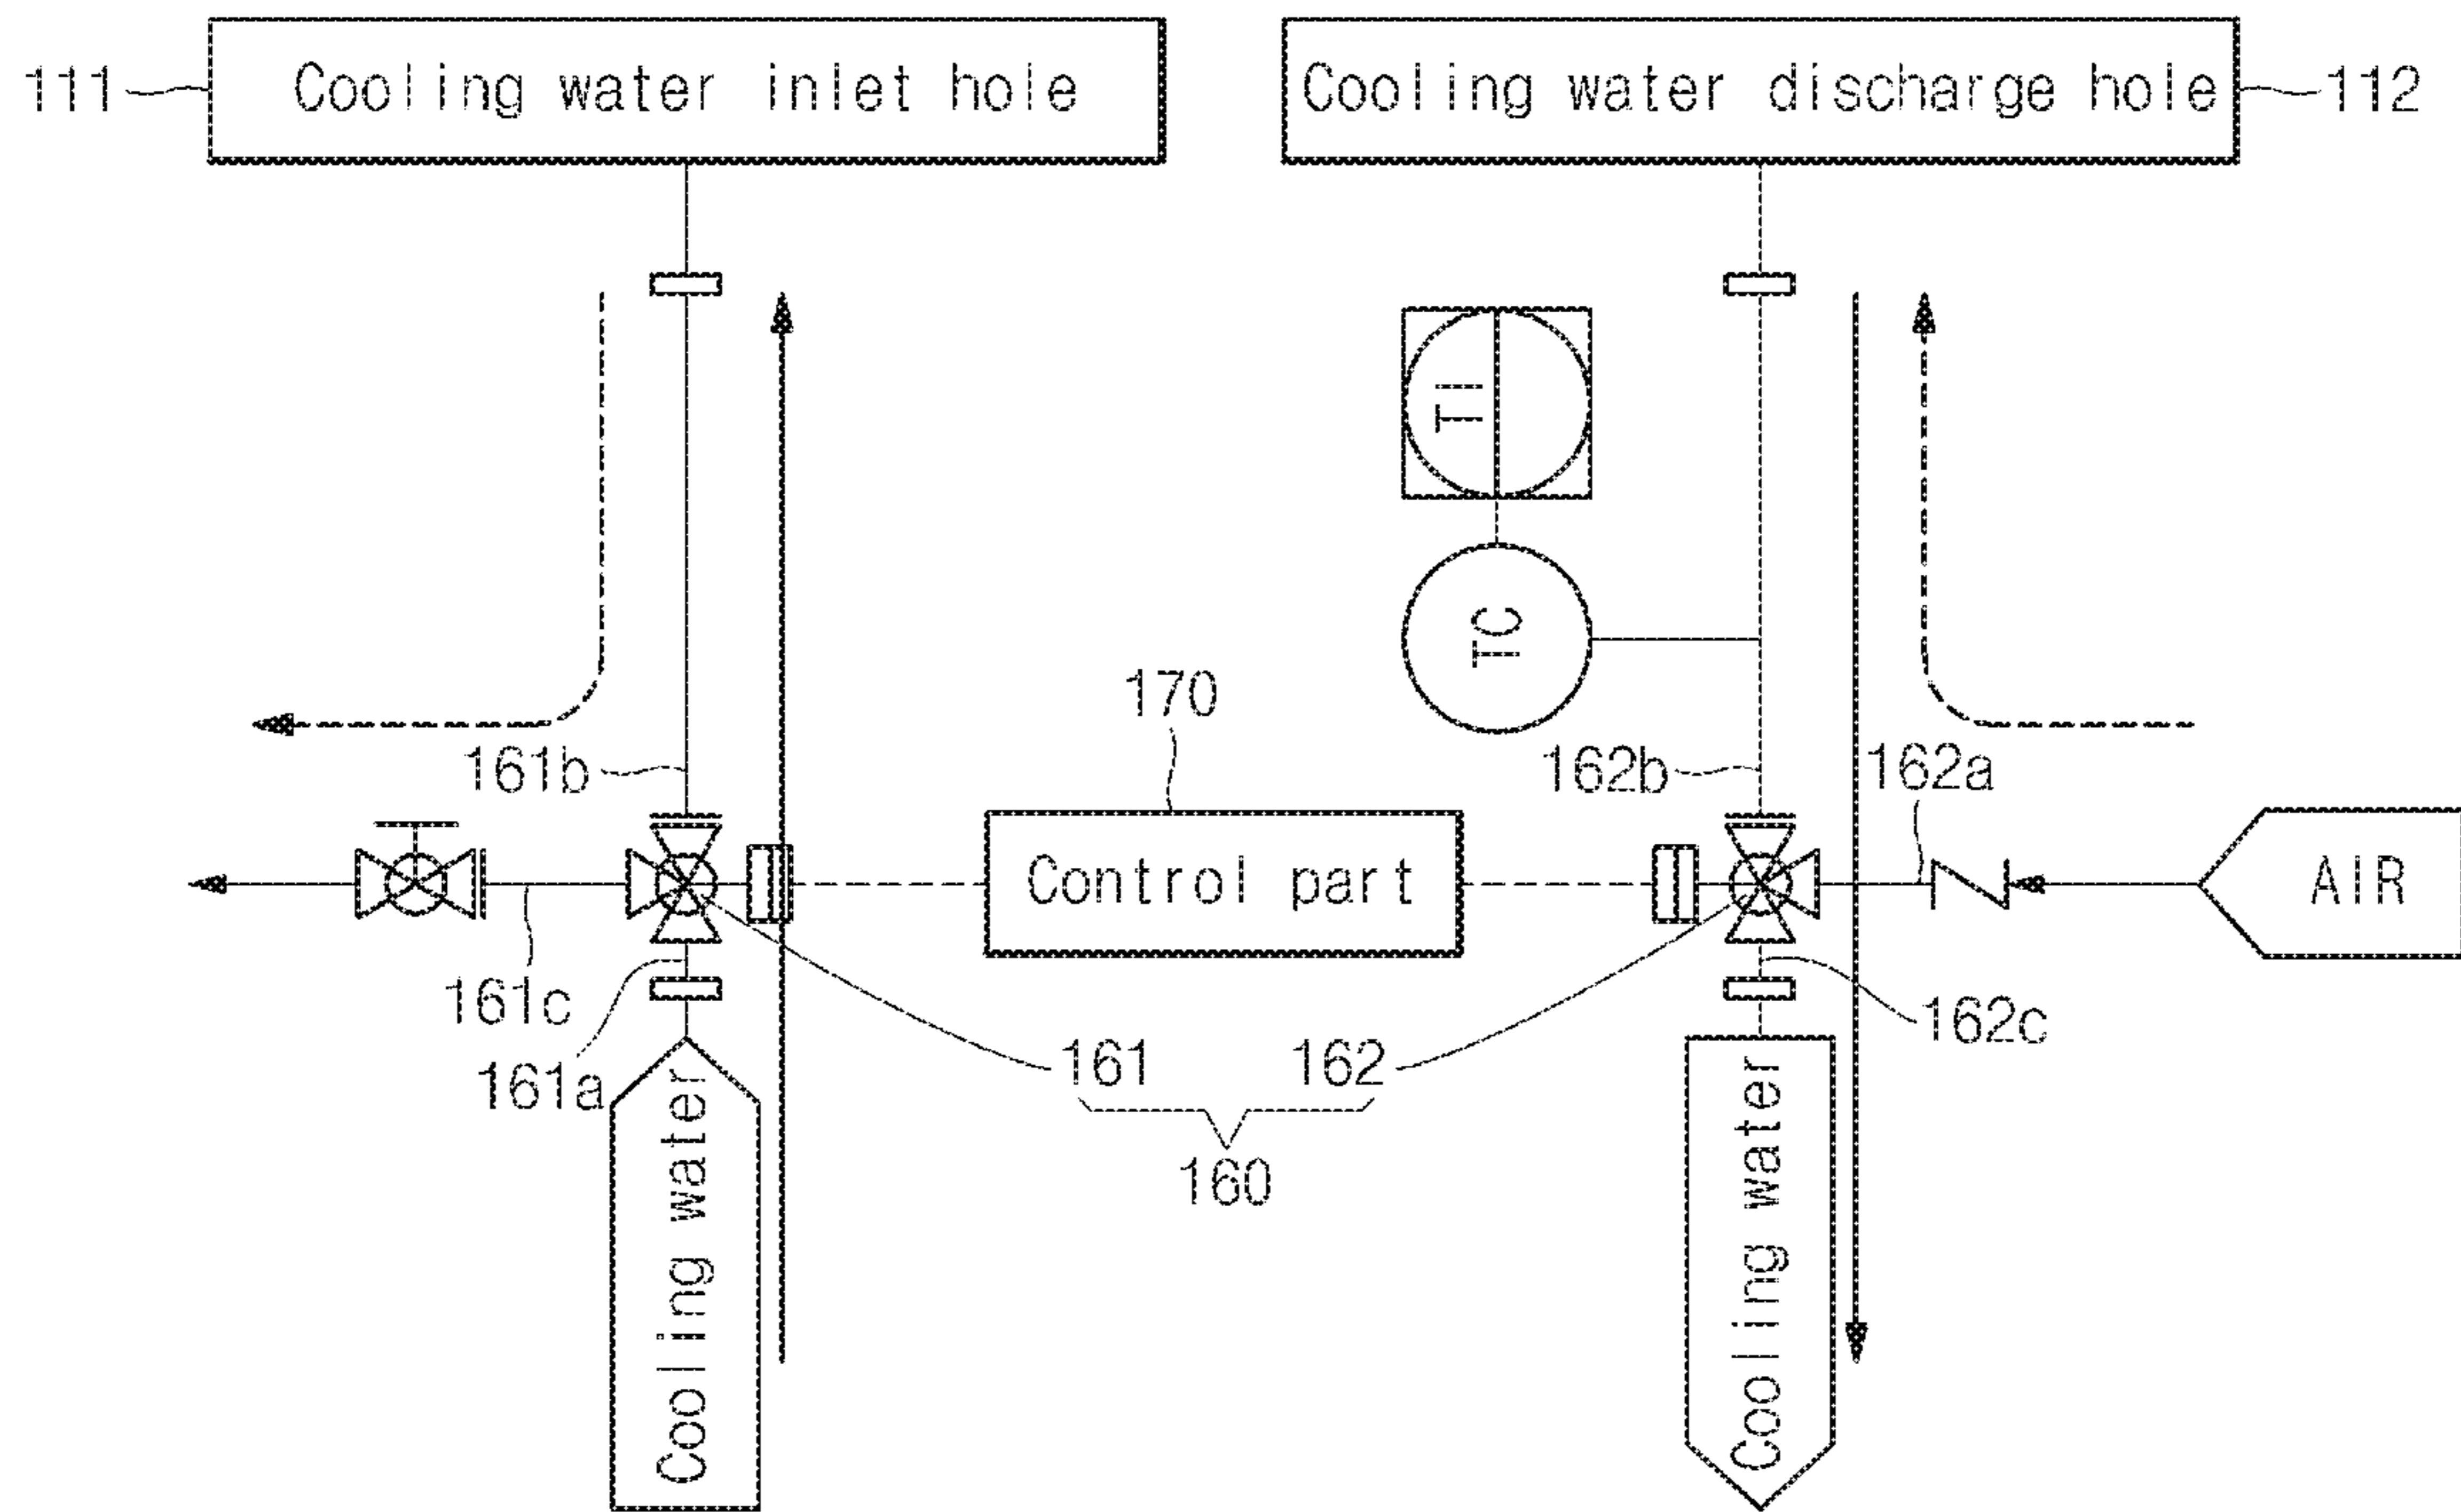 111
Cooling water inlet hole
Cooling water discharge hole
112
TI
TC
170
161b
162b
162a
Control part
AIR
161c
161a
161
162
162c
160
Cooling water
Cooling water